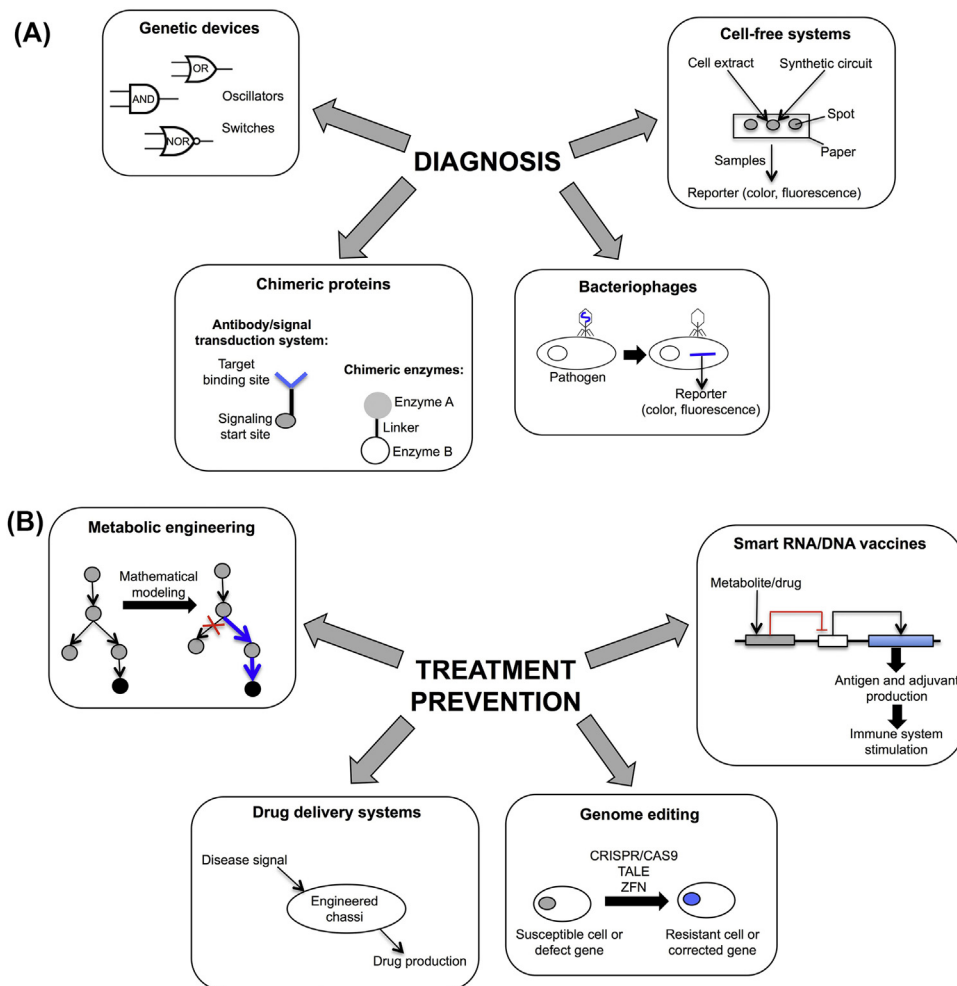 (A)
Genetic devices
OR
AND
Oscillators
Switches
NOR
Cell-free systems
Cell extract
Synthetic circuit
Spot
Samples
Paper
Reporter (color, fluorescence)
DIAGNOSIS
Chimeric proteins
Antibody/signal
transduction system:
Target
binding site
Signaling
start site
Chimeric enzymes:
Enzyme A
Linker
Enzyme B
Bacteriophages
Pathogen
Reporter
(color, fluorescence)
(B)
Metabolic engineering
Mathematical
modeling
Smart RNA/DNA vaccines
Metabolite/drug
Antigen and adjuvant
production
Immune system
stimulation
TREATMENT
PREVENTION
Drug delivery systems
Disease signal
Engineered
chassi
Drug production
Genome editing
CRISPR/CAS9
TALE
ZFN
Susceptible cell or
defect gene
Resistant cell or
corrected gene